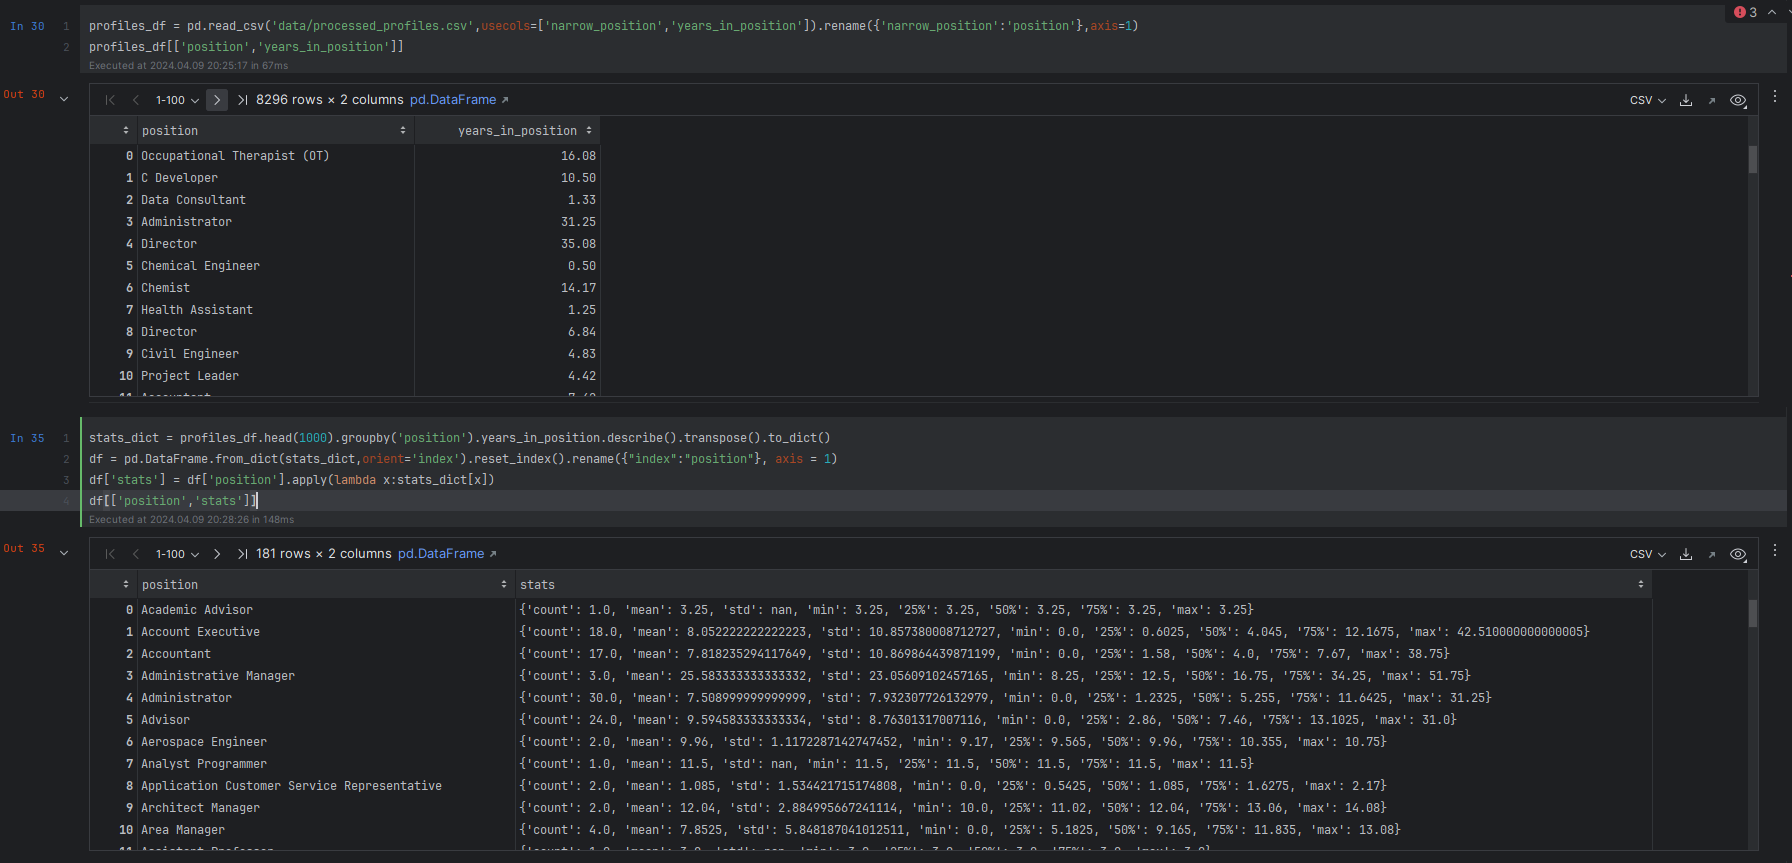 3
In 30
1 profiles_df = pd.read_csv('data/processed_profiles.csv',usecols=['narrow_position','years_in_position']).rename({'narrow_position':'position'},axis=1)
2 profiles_df[['position','years_in_position']]
Executed at 2024.04.09 20:25:17 in 67ms
Out 30
1-100 8296 rows × 2 columns pd.DataFrame CSV
position years_in_position
0 Occupational Therapist (OT) 16.08
1 C Developer 10.50
2 Data Consultant 1.33
3 Administrator 31.25
4 Director 35.08
5 Chemical Engineer 0.50
6 Chemist 14.17
7 Health Assistant 1.25
8 Director 6.84
9 Civil Engineer 4.83
10 Project Leader 4.42
In 35
1 stats_dict = profiles_df.head(1000).groupby('position').years_in_position.describe().transpose().to_dict()
2 df = pd.DataFrame.from_dict(stats_dict,orient='index').reset_index().rename({"index":"position"}, axis = 1)
3 df['stats'] = df['position'].apply(lambda x:stats_dict[x])
4 df[['position','stats']]
Executed at 2024.04.09 20:28:26 in 148ms
Out 35
1-100 181 rows × 2 columns pd.DataFrame CSV
position stats
0 Academic Advisor {'count': 1.0, 'mean': 3.25, 'std': nan, 'min': 3.25, '25%': 3.25, '50%': 3.25, '75%': 3.25, 'max': 3.25}
1 Account Executive {'count': 18.0, 'mean': 8.052222222222223, 'std': 10.857380008712727, 'min': 0.0, '25%': 0.6025, '50%': 4.045, '75%': 12.1675, 'max': 42.510000000000005}
2 Accountant {'count': 17.0, 'mean': 7.818235294117649, 'std': 10.869864439871199, 'min': 0.0, '25%': 1.58, '50%': 4.0, '75%': 7.67, 'max': 38.75}
3 Administrative Manager {'count': 3.0, 'mean': 25.583333333333332, 'std': 23.05609102457165, 'min': 8.25, '25%': 12.5, '50%': 16.75, '75%': 34.25, 'max': 51.75}
4 Administrator {'count': 30.0, 'mean': 7.508999999999999, 'std': 7.932307726132979, 'min': 0.0, '25%': 1.2325, '50%': 5.255, '75%': 11.6425, 'max': 31.25}
5 Advisor {'count': 24.0, 'mean': 9.594583333333334, 'std': 8.76301317007116, 'min': 0.0, '25%': 2.86, '50%': 7.46, '75%': 13.1025, 'max': 31.0}
6 Aerospace Engineer {'count': 2.0, 'mean': 9.96, 'std': 1.1172287142747452, 'min': 9.17, '25%': 9.565, '50%': 9.96, '75%': 10.355, 'max': 10.75}
7 Analyst Programmer {'count': 1.0, 'mean': 11.5, 'std': nan, 'min': 11.5, '25%': 11.5, '50%': 11.5, '75%': 11.5, 'max': 11.5}
8 Application Customer Service Representative {'count': 2.0, 'mean': 1.085, 'std': 1.534421715174808, 'min': 0.0, '25%': 0.5425, '50%': 1.085, '75%': 1.6275, 'max': 2.17}
9 Architect Manager {'count': 2.0, 'mean': 12.04, 'std': 2.884995667241114, 'min': 10.0, '25%': 11.02, '50%': 12.04, '75%': 13.06, 'max': 14.08}
10 Area Manager {'count': 4.0, 'mean': 7.8525, 'std': 5.848187041012511, 'min': 0.0, '25%': 5.1825, '50%': 9.165, '75%': 11.835, 'max': 13.08}